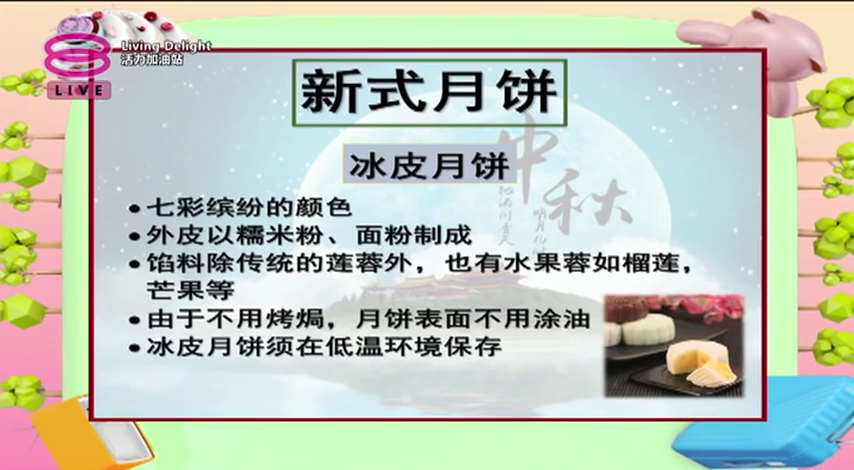 Living Delight
活力加油站
LIVE
新式月饼
冰皮月饼
中秋
• 七彩缤纷的颜色
• 外皮以糯米粉、面粉制成
• 馅料除传统的莲蓉外，也有水果蓉如榴莲，
芒果等
• 由于不用烤焗，月饼表面不用涂油
• 冰皮月饼须在低温环境保存